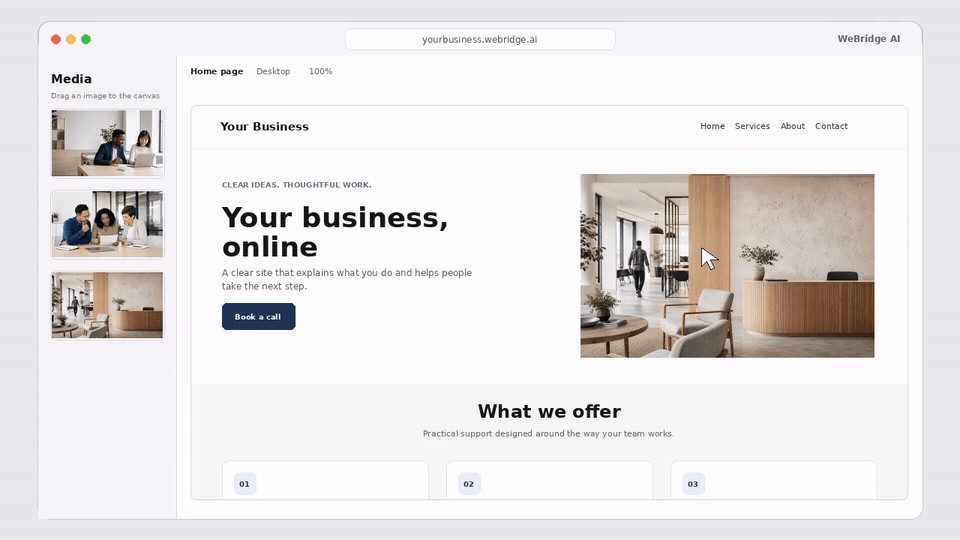 yourbusiness.webridge.ai
WeBridge AI
Media
Drag an image to the canvas
Home page Desktop 100%
Your Business
Home Services About Contact
CLEAR IDEAS. THOUGHTFUL WORK.
Your business,
online
A clear site that explains what you do and helps people
take the next step.
Book a call
What we offer
Practical support designed around the way your team works.
01
02
03